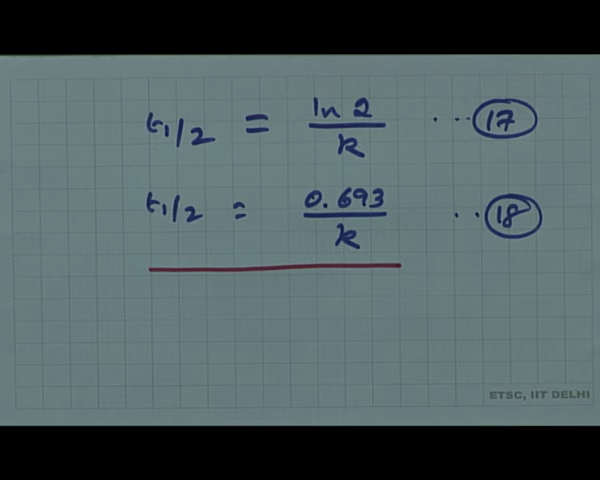 t1/2 = ln 2 / k ... 17
t1/2 = 0.693 / k .. 18
ETSC, IIT DELHI